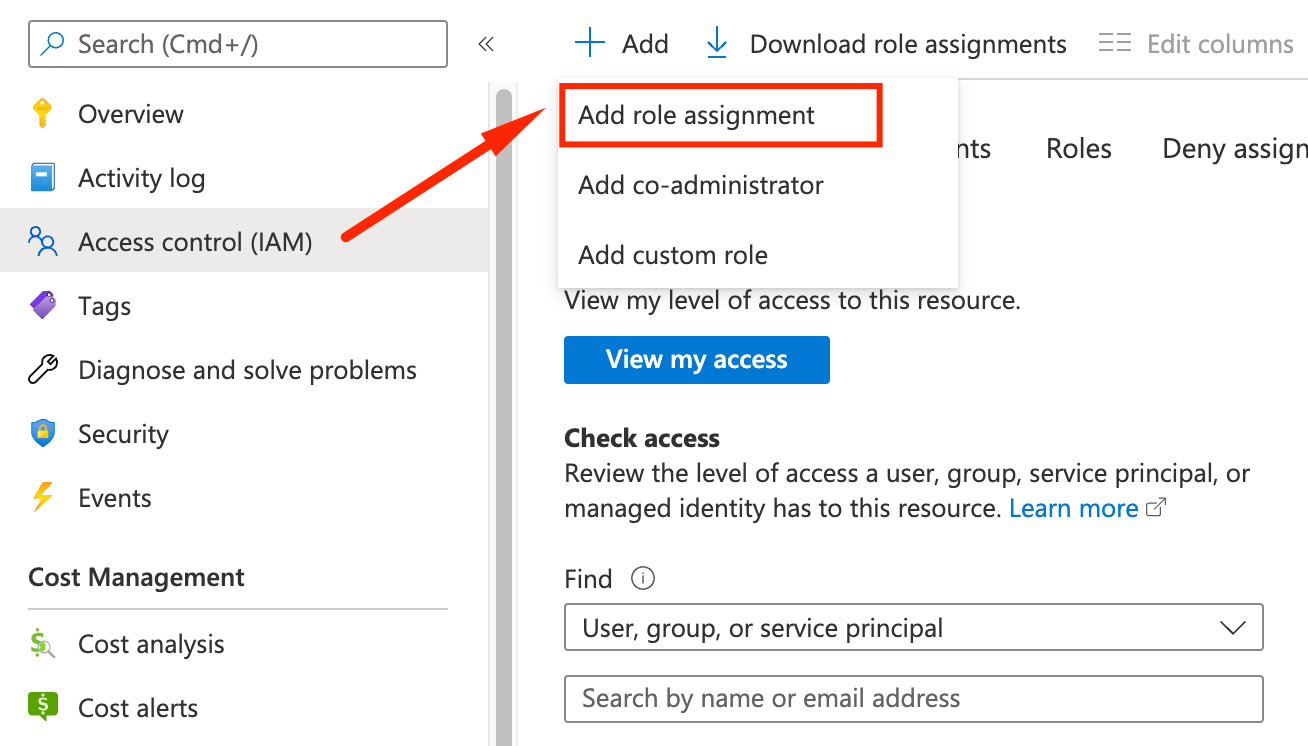 Search (Cmd+/)
Overview
Activity log
Access control (IAM)
Tags
Diagnose and solve problems
Security
Events
Cost Management
Cost analysis
Cost alerts
Add
Download role assignments
Edit columns
Add role assignment
Add co-administrator
Add custom role
nts
Roles
Deny assign
View my level of access to this resource.
View my access
Check access
Review the level of access a user, group, service principal, or
managed identity has to this resource. Learn more
Find
User, group, or service principal
Search by name or email address